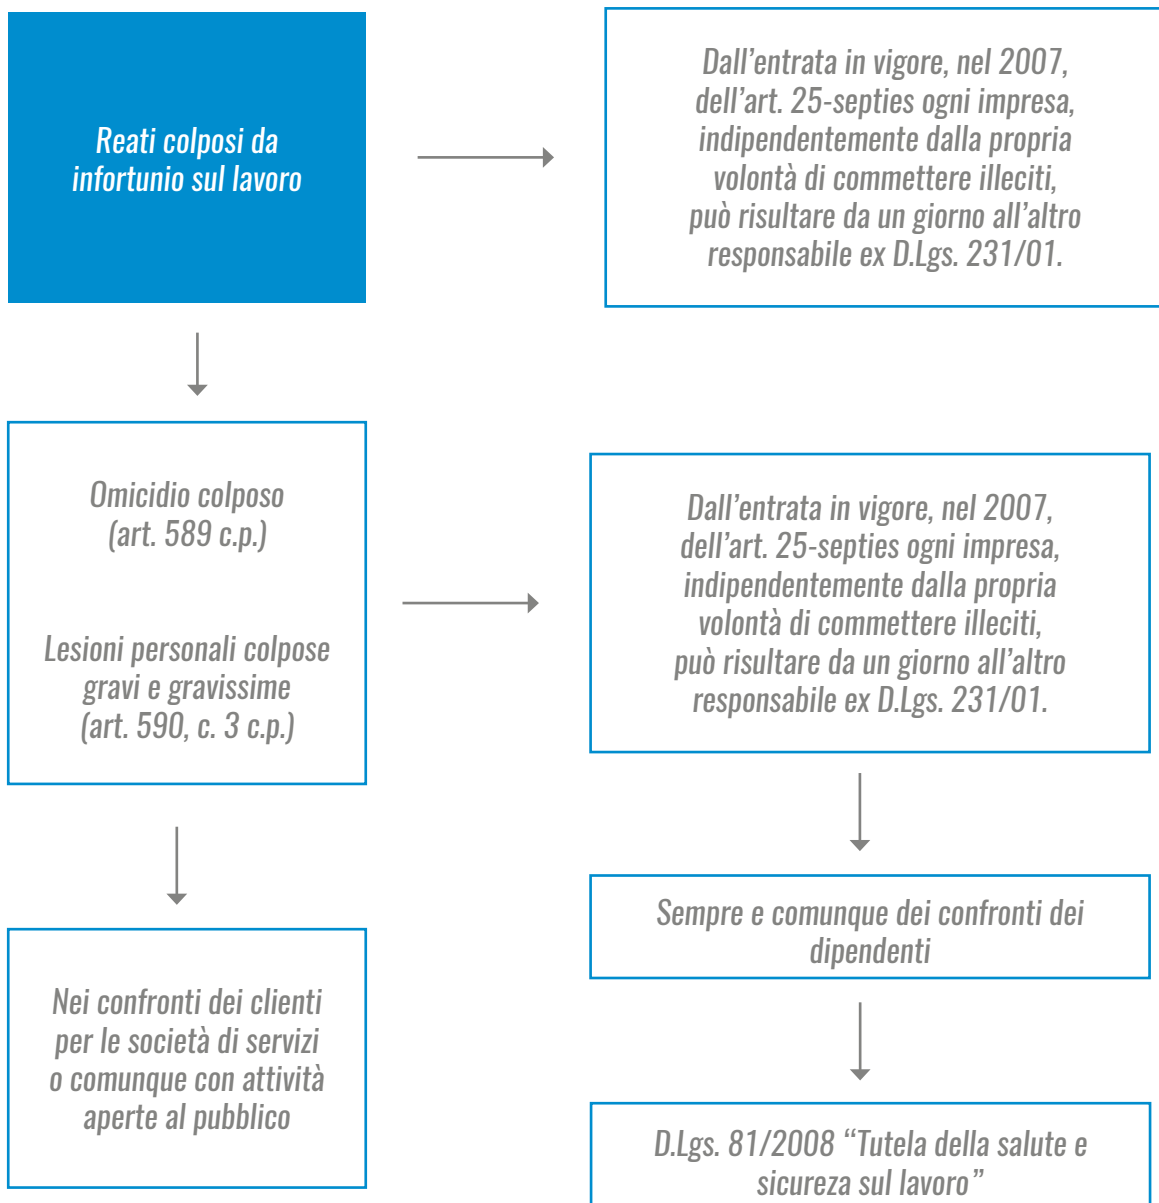 Reati colposi da
infortunio sul lavoro
Dall’entrata in vigore, nel 2007,
dell’art. 25-septies ogni impresa,
indipendentemente dalla propria
volontà di commettere illeciti,
può risultare da un giorno all’altro
responsabile ex D.Lgs. 231/01.
Omicidio colposo
(art. 589 c.p.)
Lesioni personali colpose
gravi e gravissime
(art. 590, c. 3 c.p.)
Dall’entrata in vigore, nel 2007,
dell’art. 25-septies ogni impresa,
indipendentemente dalla propria
volontà di commettere illeciti,
può risultare da un giorno all’altro
responsabile ex D.Lgs. 231/01.
Sempre e comunque dei confronti dei
dipendenti
Nei confronti dei clienti
per le società di servizi
o comunque con attività
aperte al pubblico
D.Lgs. 81/2008 “Tutela della salute e
sicureza sul lavoro”